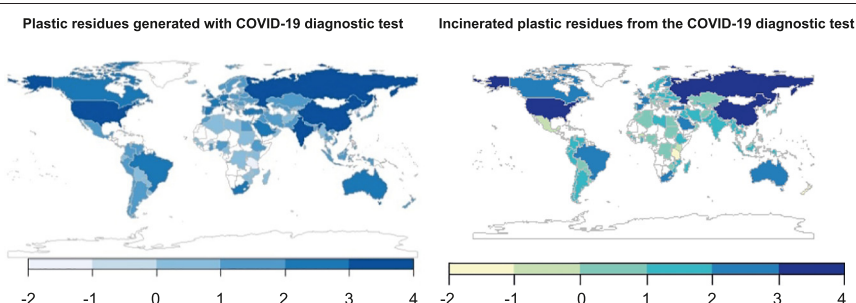 Plastic residues generated with COVID-19 diagnostic test
Incinerated plastic residues from the COVID-19 diagnostic test
-2 -1 0 1 2 3 4
-2 -1 0 1 2 3 4